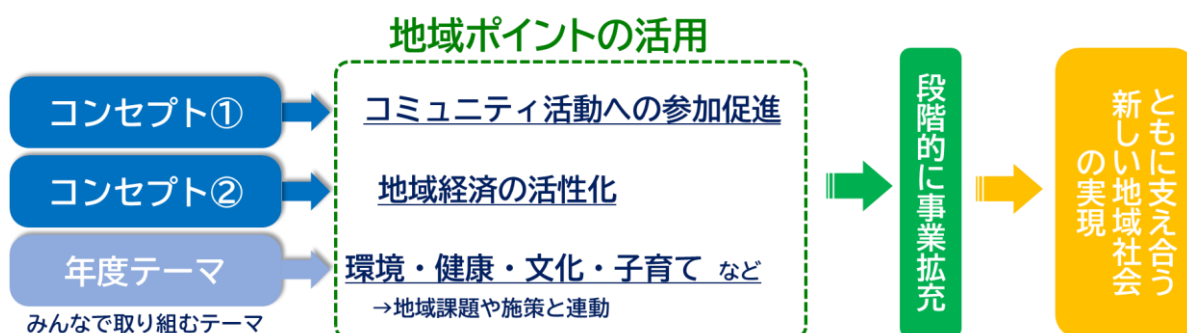 地域ポイントの活用
コンセプト①
コミュニティ活動への参加促進
コンセプト②
地域経済の活性化
年度テーマ
環境・健康・文化・子育て など
→地域課題や施策と連動
みんなで取り組むテーマ
段階的に事業拡充
ともに支え合う
新しい地域社会
の実現